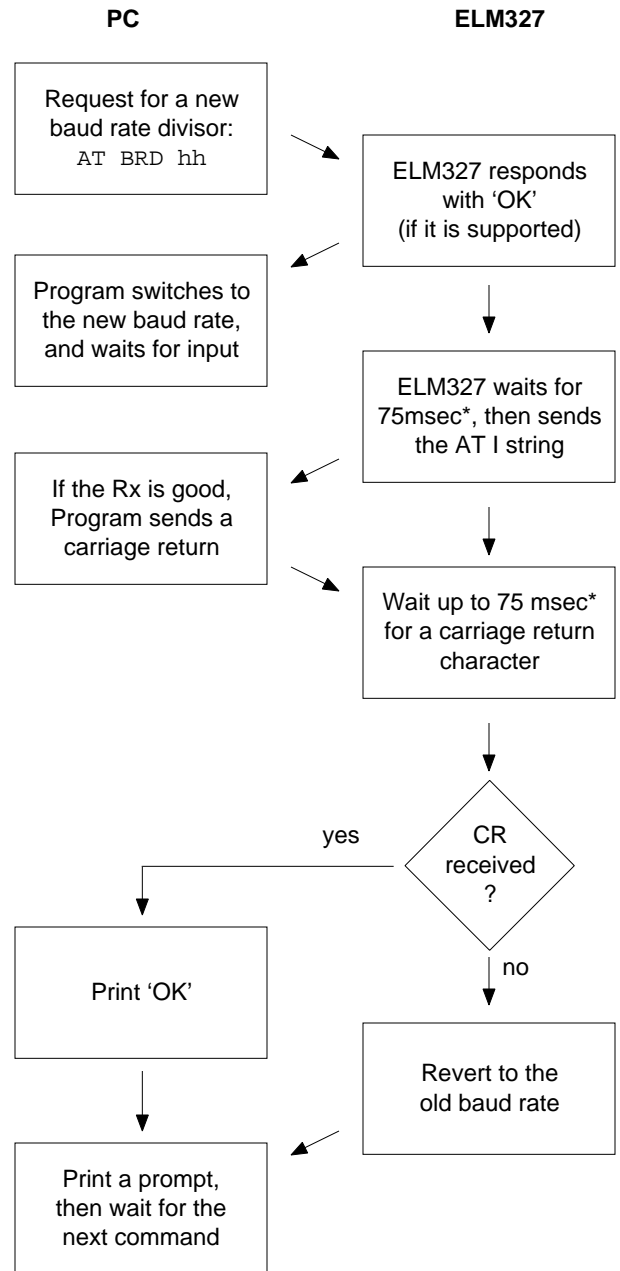 PC
ELM327
Request for a new
baud rate divisor:
AT BRD hh
ELM327 responds
with ‘OK’
(if it is supported)
Program switches to
the new baud rate,
and waits for input
ELM327 waits for
75msec*, then sends
the AT I string
If the Rx is good,
Program sends a
carriage return
Wait up to 75 msec*
for a carriage return
character
CR
received
?
yes
no
Print ‘OK’
Revert to the
old baud rate
Print a prompt,
then wait for the
next command